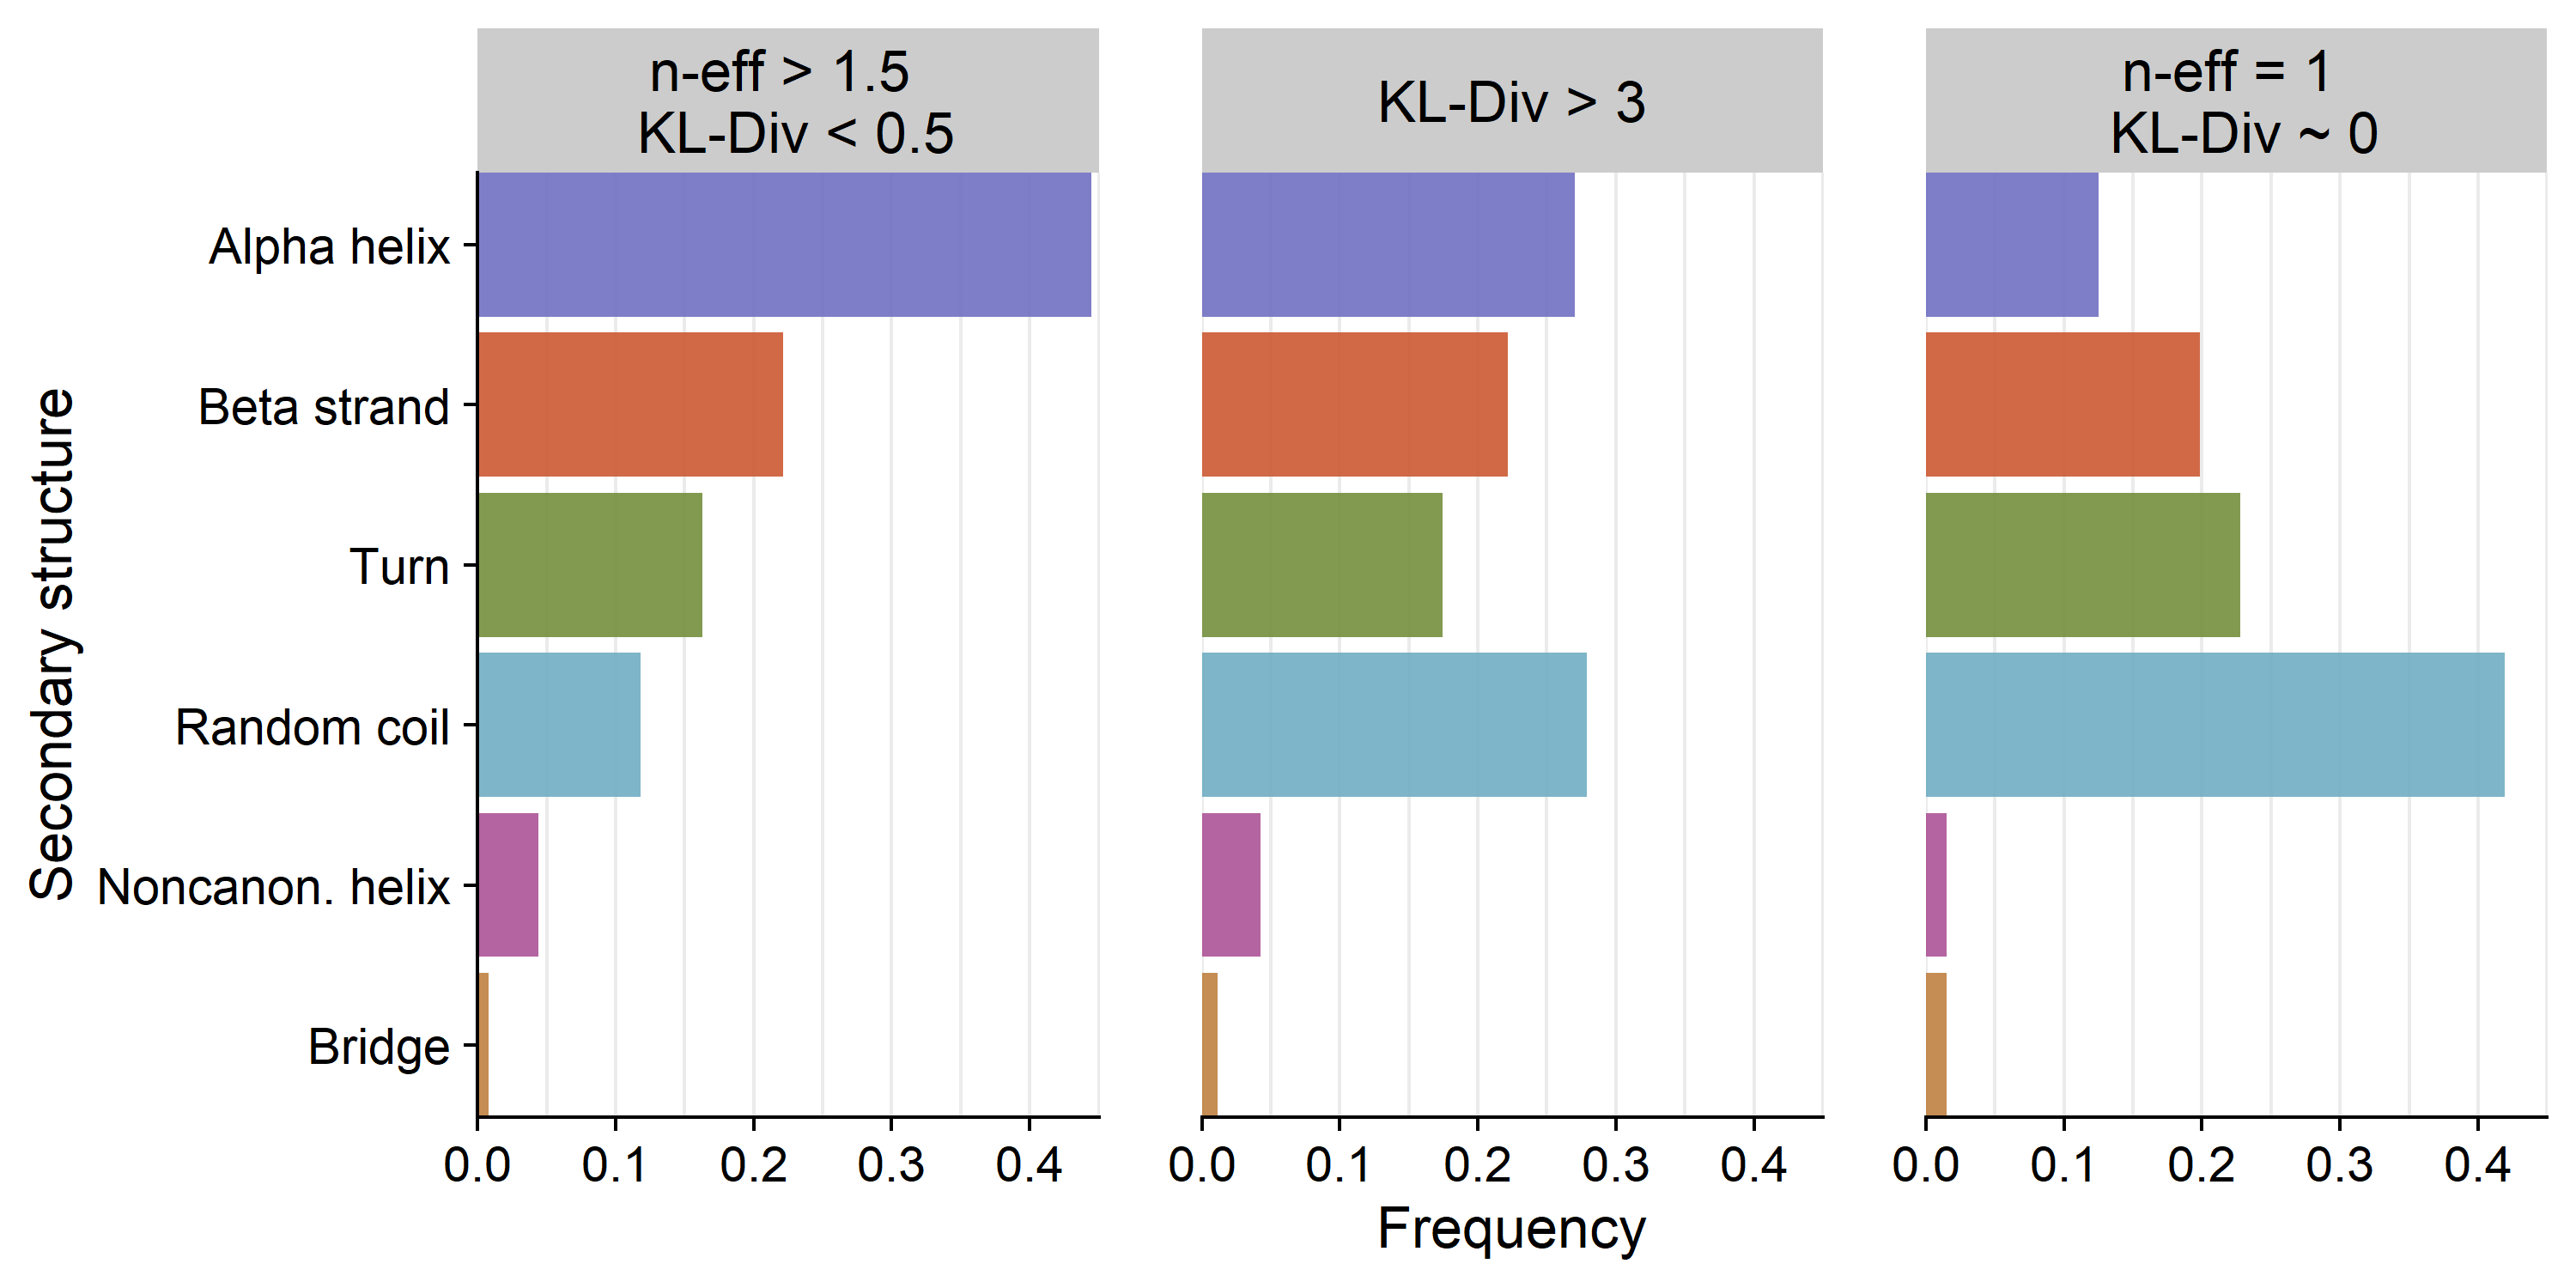 n-eff > 1.5
KL-Div < 0.5
KL-Div > 3
n-eff = 1
KL-Div ~ 0
Secondary structure
Alpha helix
Beta strand
Turn
Random coil
Noncanon. helix
Bridge
0.0 0.1 0.2 0.3 0.4
0.0 0.1 0.2 0.3 0.4
0.0 0.1 0.2 0.3 0.4
Frequency